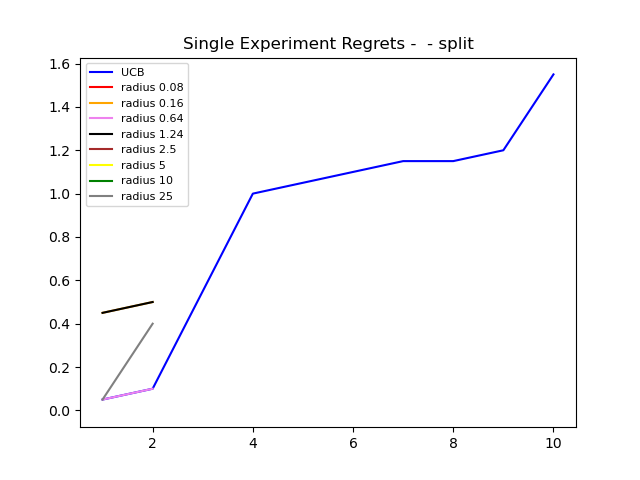 Single Experiment Regrets -  - split
1.6
1.4
1.2
1.0
0.8
0.6
0.4
0.2
0.0
UCB
radius 0.08
radius 0.16
radius 0.64
radius 1.24
radius 2.5
radius 5
radius 10
radius 25
2
4
6
8
10